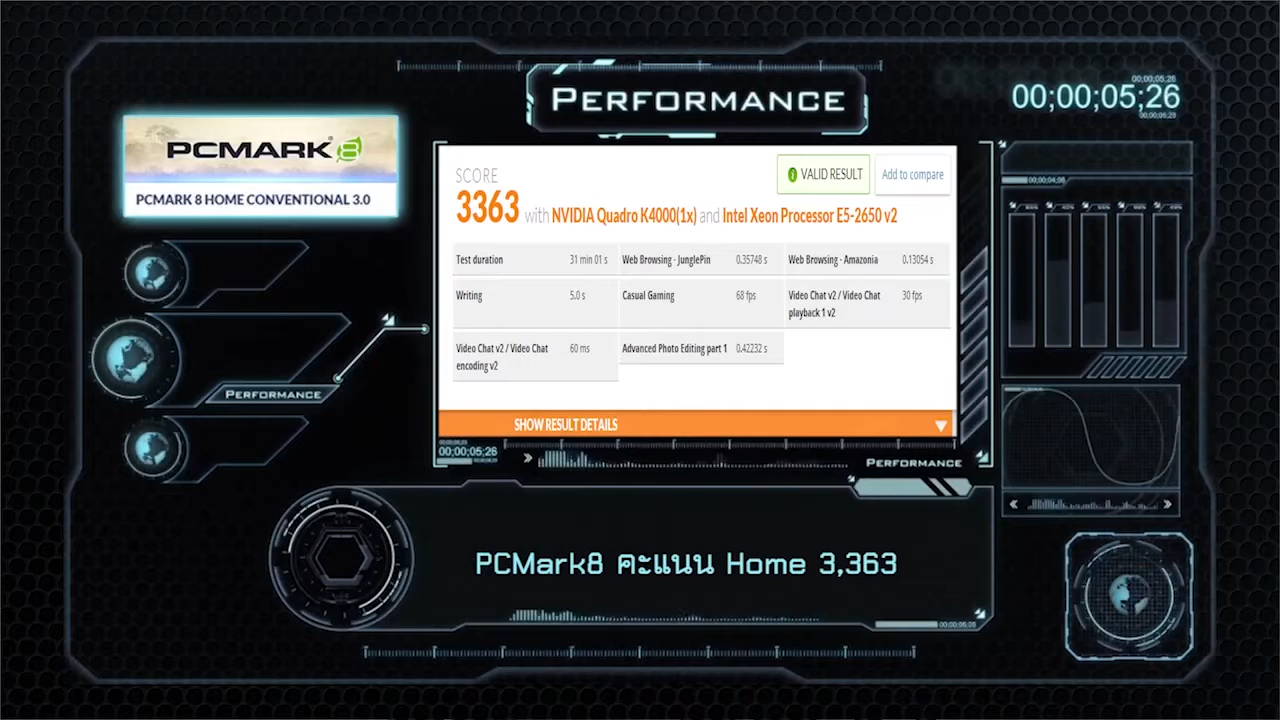 PERFORMANCE
00;00;05;26
00;00;05;26
PCMARK® 8
PCMARK 8 HOME CONVENTIONAL 3.0
SCORE
VALID RESULT
Add to compare
3363 with NVIDIA Quadro K4000(1x) and Intel Xeon Processor E5-2650 v2
Test duration 31 min 01 s Web Browsing - JunglePin 0.35748 s Web Browsing - Amazonia 0.13054 s
Writing 5.0 s Casual Gaming 68 fps Video Chat v2 / Video Chat 30 fps
playback 1 v2
Video Chat v2 / Video Chat 60 ms Advanced Photo Editing part 1 0.42232 s
encoding v2
SHOW RESULT DETAILS
PERFORMANCE
00;00;05;26
PERFORMANCE
PCMark8 คะแนน Home 3,363